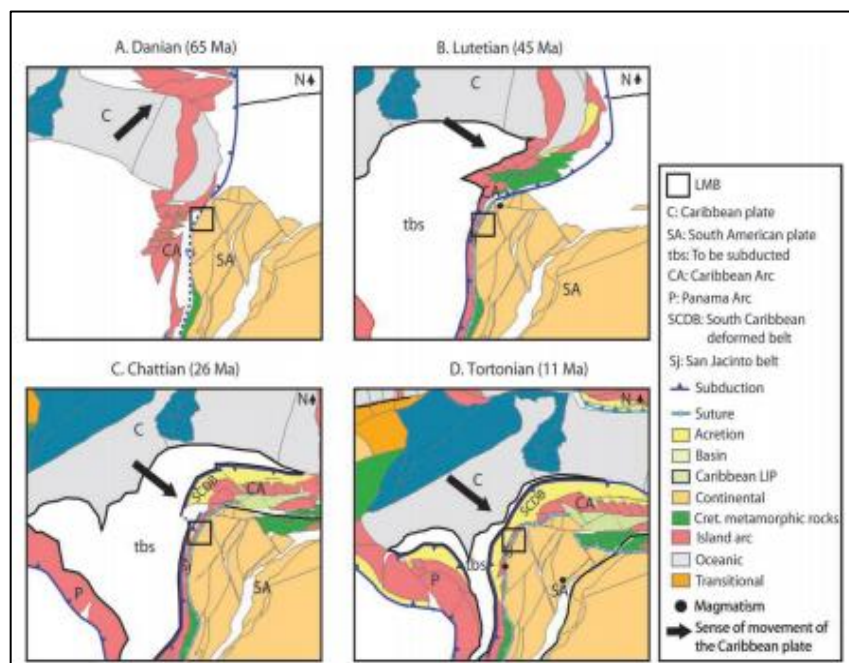 A. Danian (65 Ma)
N
C
CA
SA
B. Lutetian (45 Ma)
N
C
CA
tbs
SA
SA
C. Chattian (26 Ma)
N
C
SCDB
CA
tbs
Sj
SA
P
D. Tortonian (11 Ma)
N
C
SCDB
CA
tbs
P
SA
LMB
C: Caribbean plate
SA: South American plate
tbs: To be subducted
CA: Caribbean Arc
P: Panama Arc
SCDB: South Caribbean
deformed belt
Sj: San Jacinto belt
Subduction
Suture
Acretion
Basin
Caribbean LIP
Continental
Cret. metamorphic rocks
Island arc
Oceanic
Transitional
Magmatism
Sense of movement of
the Caribbean plate